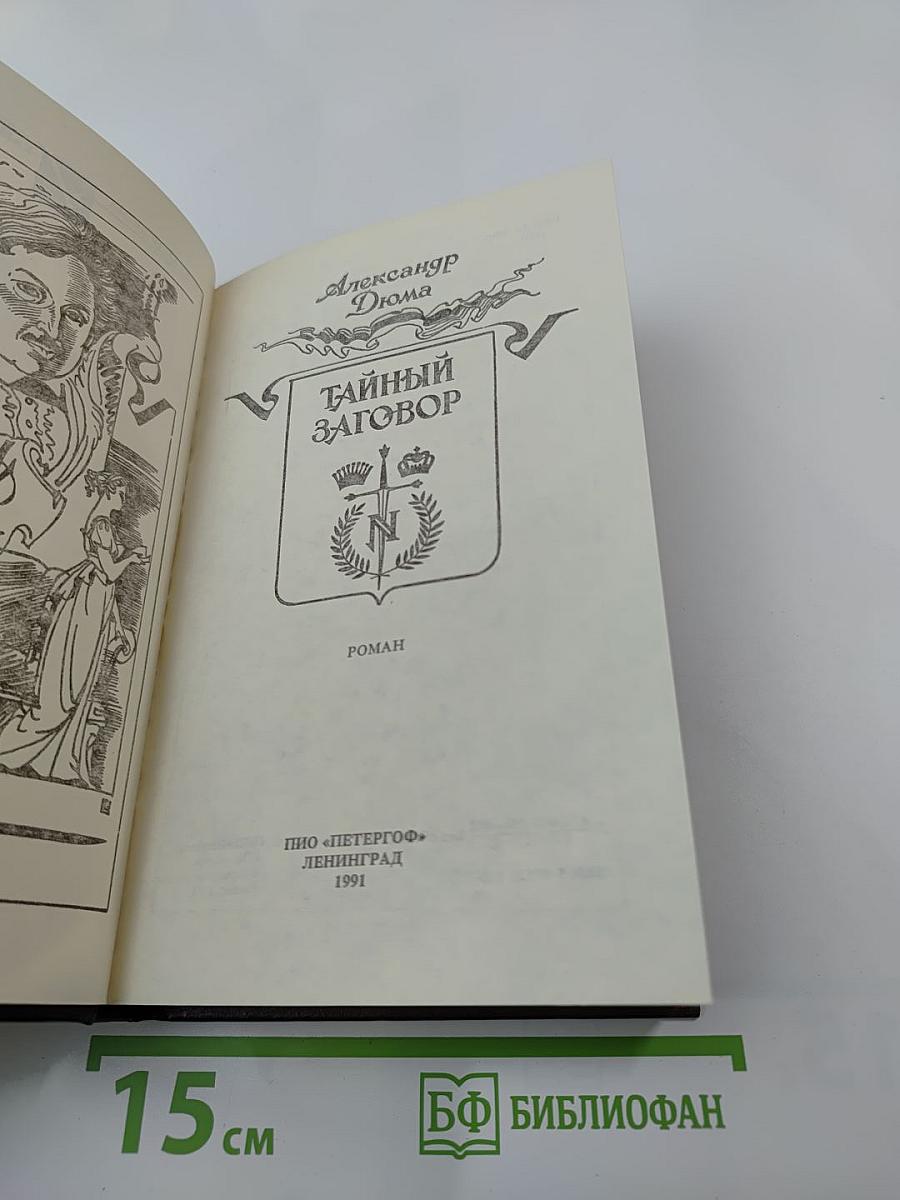 Александр
Дюма
ТАЙНЫЙ
ЗАГОВОР
N
РОМАН
ПИО «ПЕТЕРГОФ»
ЛЕНИНГРАД
1991
15 см
БФ БИБЛИОФАН